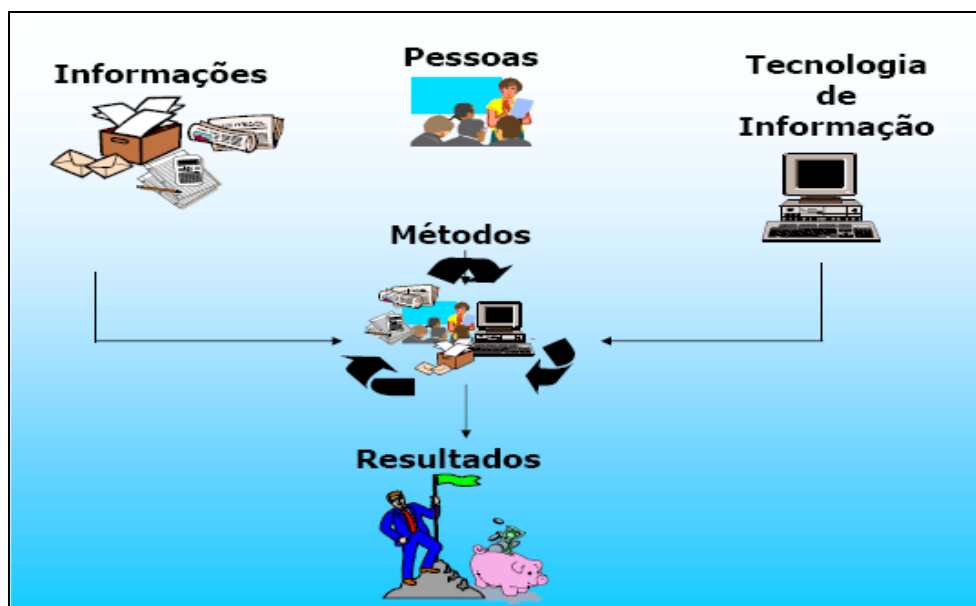 Informações
Pessoas
Tecnologia
de
Informação
Métodos
Resultados